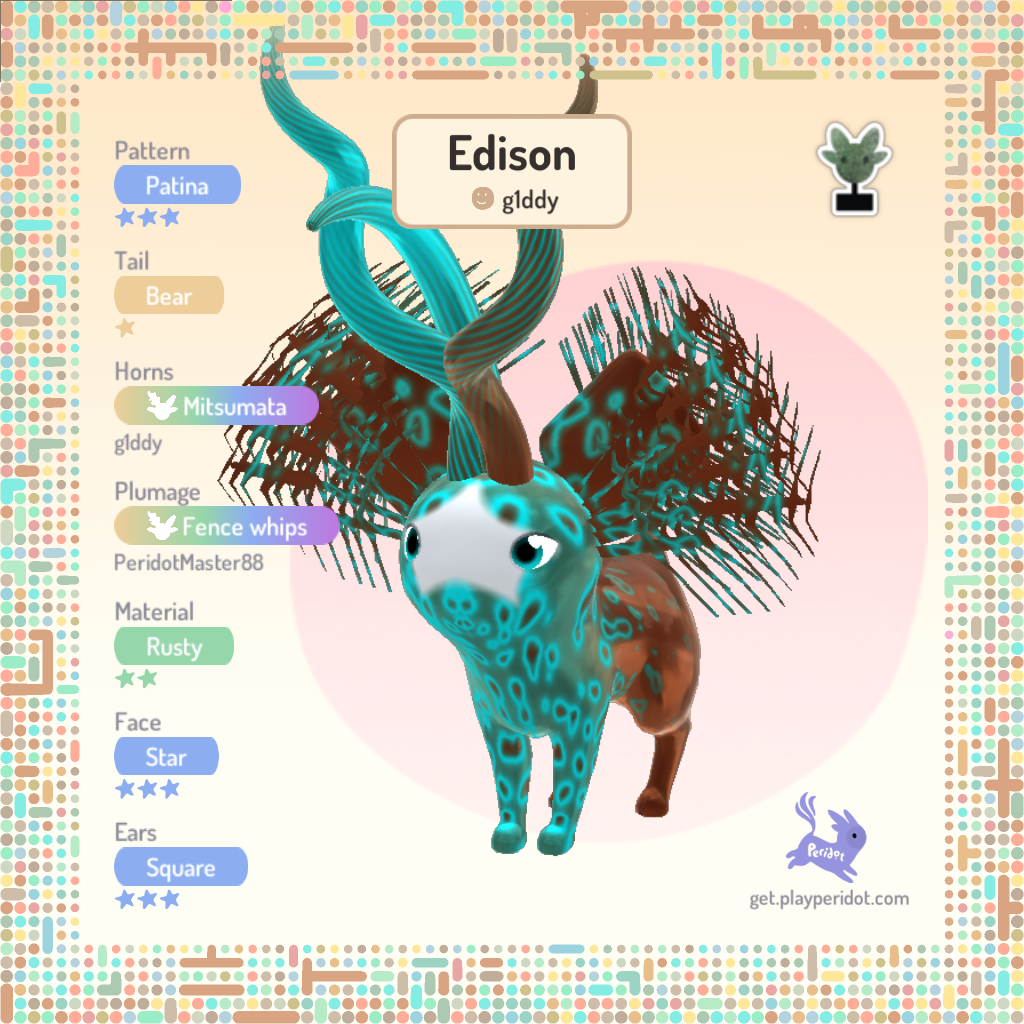 Edison
g1ddy
Pattern
Patina
Tail
Bear
Horns
Mitsumata
g1ddy
Plumage
Fence whips
PeridotMaster88
Material
Rusty
Face
Star
Ears
Square
Peridot
get.playperidot.com